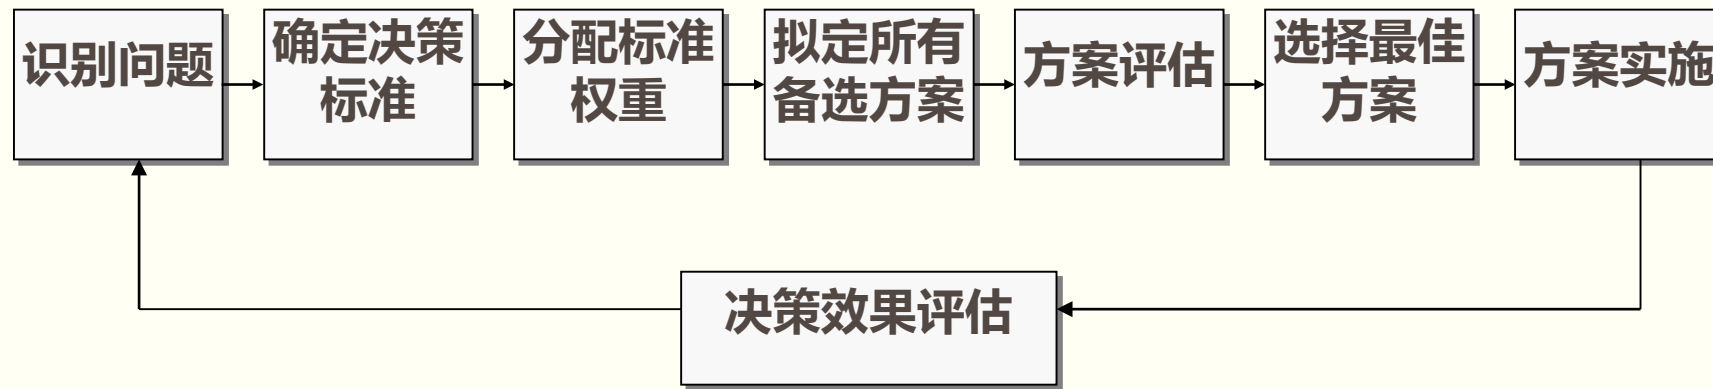 识别问题
确定决策
标准
分配标准
权重
拟定所有
备选方案
方案评估
选择最佳
方案
方案实施
决策效果评估